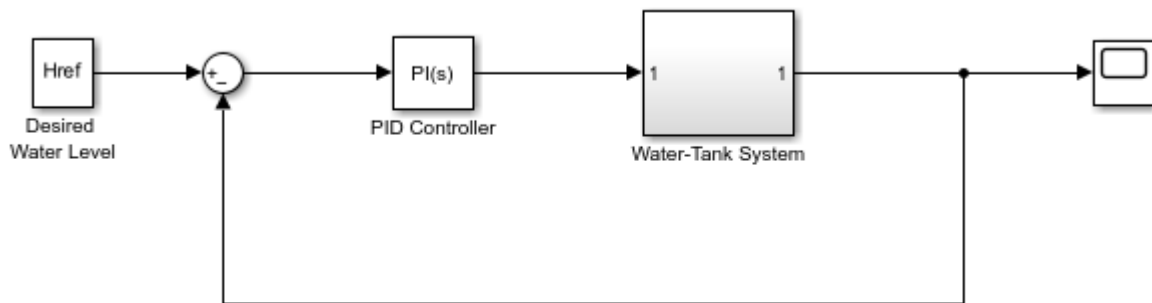 Href
+
−
PI(s)
1
1
Desired
Water Level
PID Controller
Water-Tank System